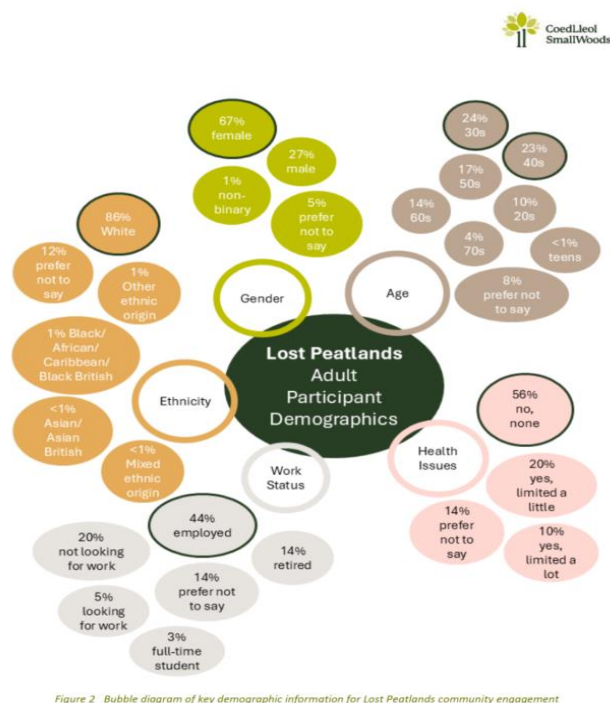 CoedLleol
SmallWoods
67%
female
27%
male
1%
non-
binary
5%
prefer
not to
say
24%
30s
23%
40s
17%
50s
14%
60s
10%
20s
4%
70s
<1%
teens
8%
prefer not
to say
86%
White
12%
prefer
not to
say
1%
Other
ethnic
origin
1% Black/
African/
Caribbean/
Black British
<1%
Asian/
Asian
British
<1%
Mixed
ethnic
origin
Gender
Age
Ethnicity
Lost Peatlands
Adult
Participant
Demographics
Work
Status
Health
Issues
56%
no,
none
20%
yes,
limited a
little
14%
prefer
not to
say
10%
yes,
limited
a lot
44%
employed
20%
not looking
for work
14%
retired
14%
prefer not
to say
5%
looking
for work
3%
full-time
student
Figure 2 Bubble diagram of key demographic information for Lost Peatlands community engagement